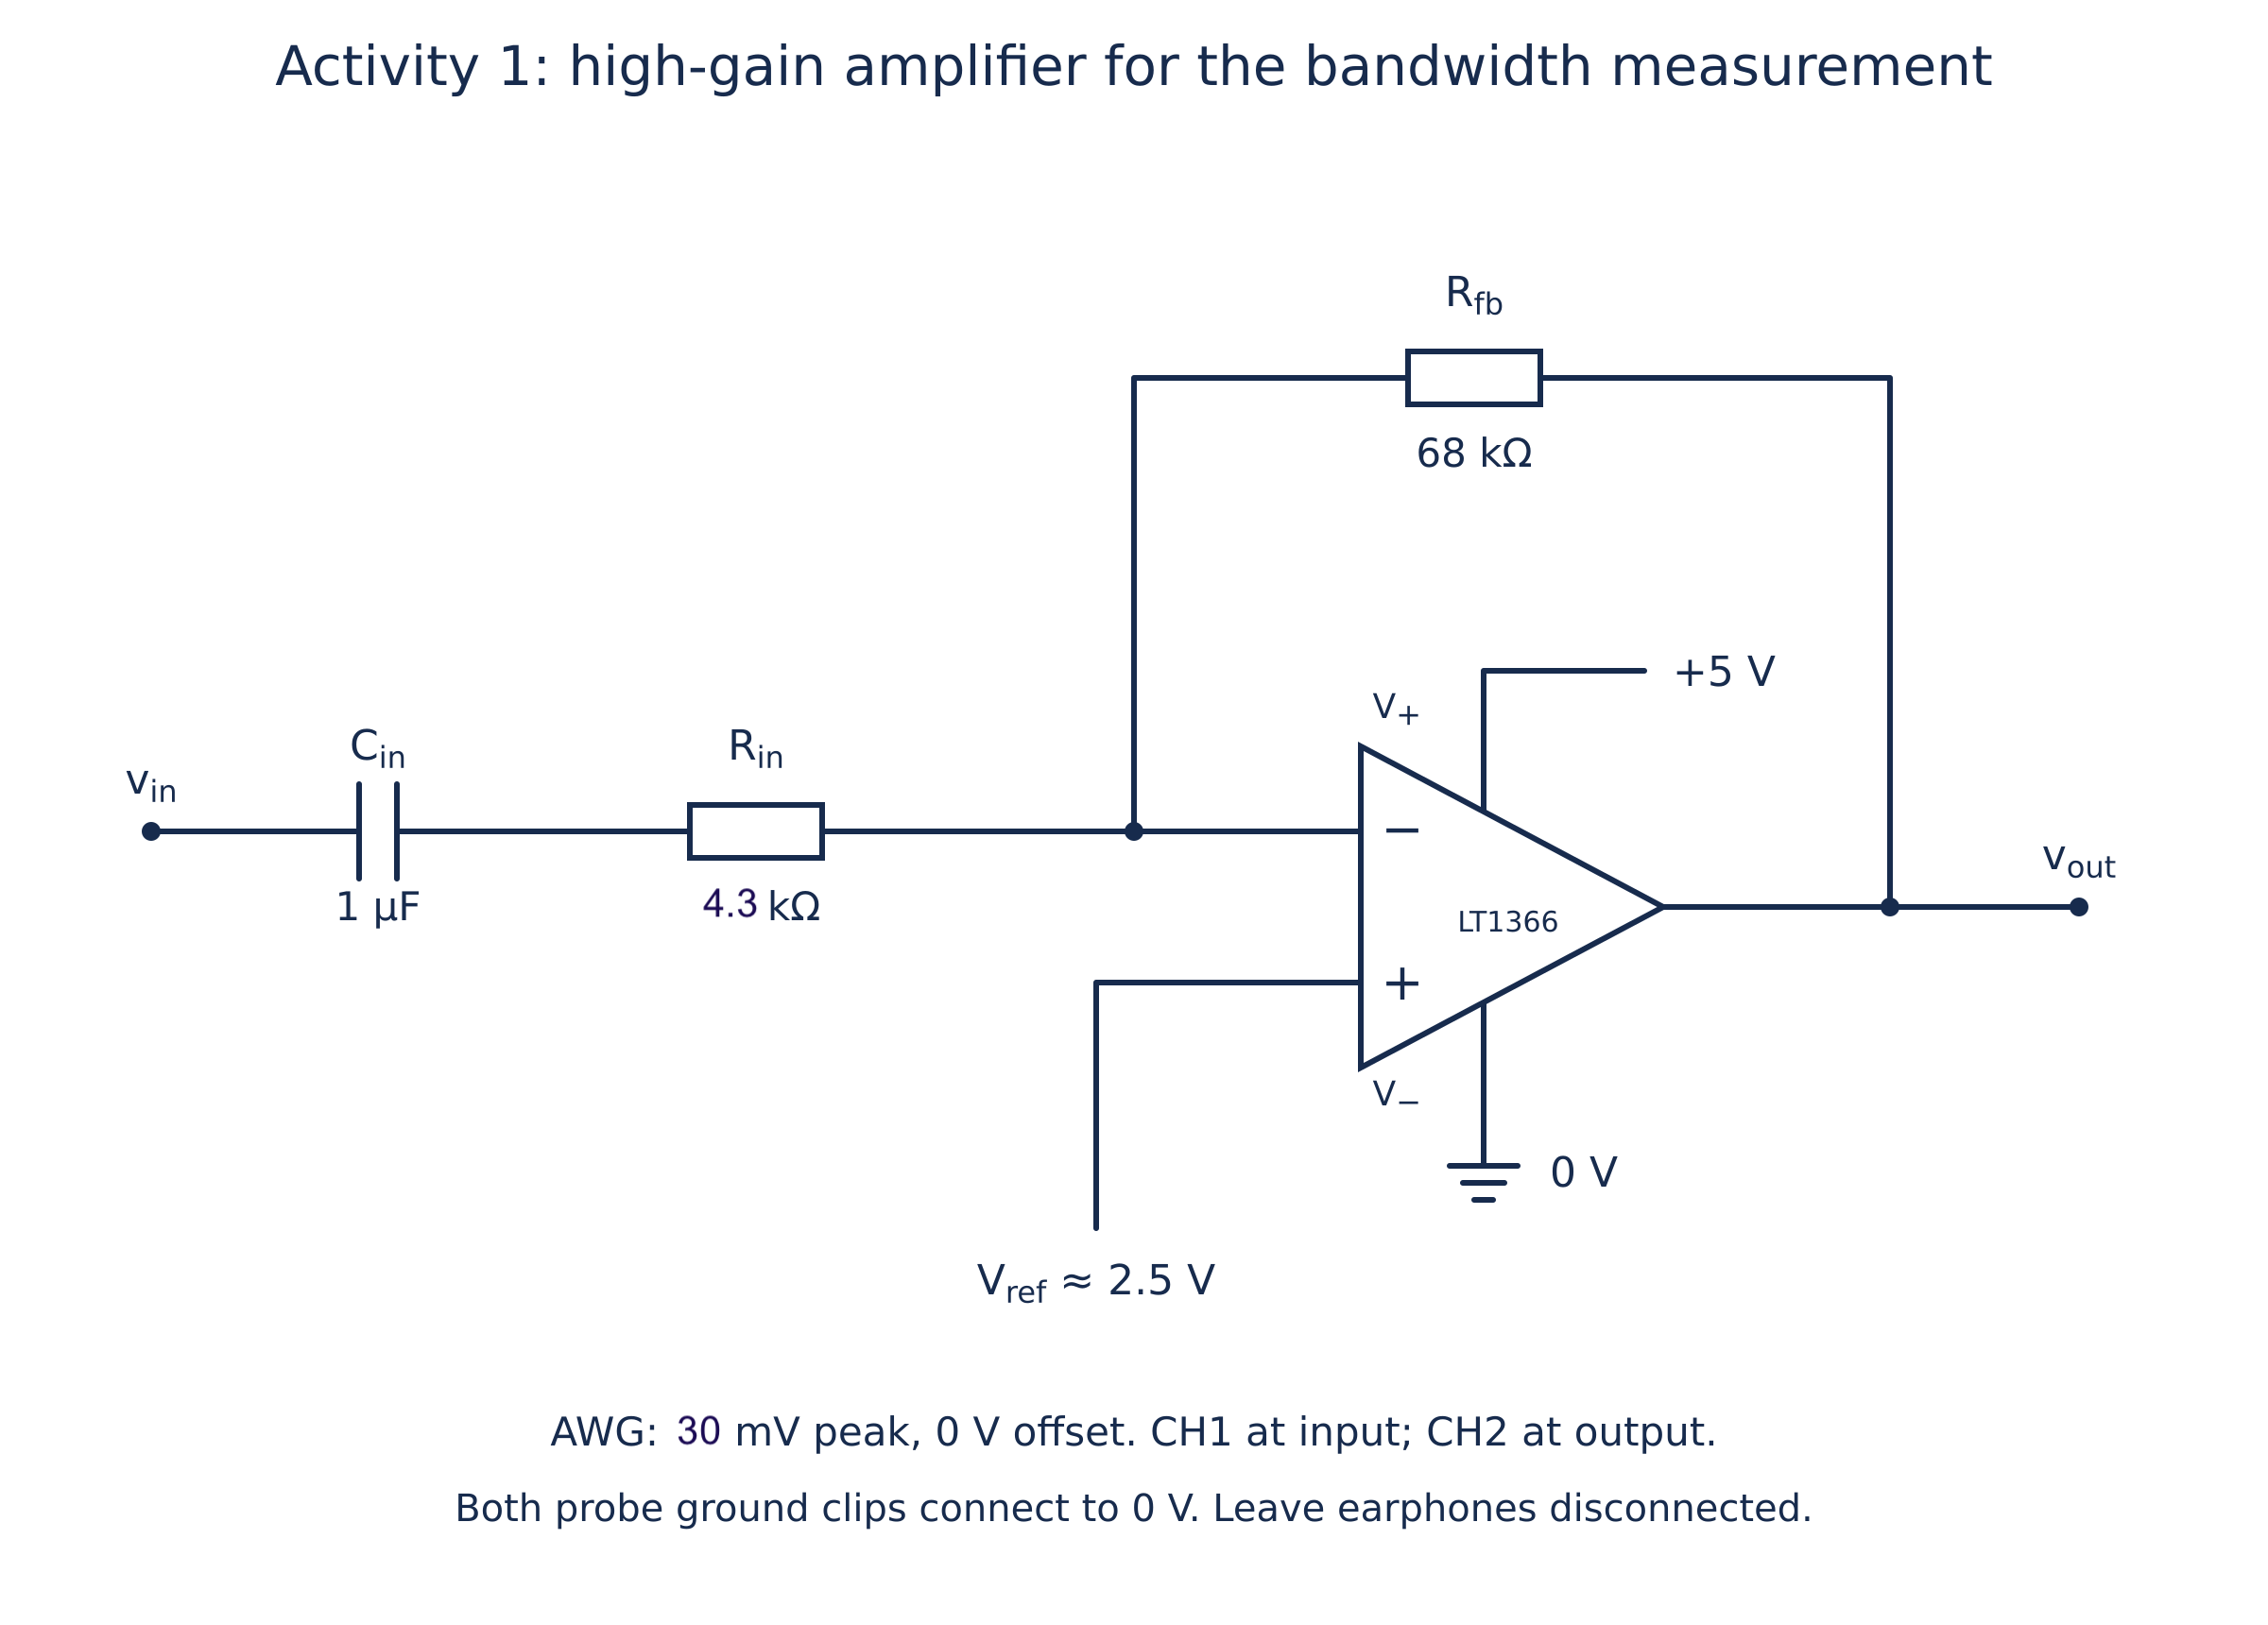 Activity 1: high-gain amplifier for the bandwidth measurement
Rfb
68 kΩ
+5 V
V+
Cin
Rin
vin
−
vout
1 µF
4.3 kΩ
LT1366
+
V−
0 V
Vref ≈ 2.5 V
AWG: 30 mV peak, 0 V offset. CH1 at input; CH2 at output.
Both probe ground clips connect to 0 V. Leave earphones disconnected.